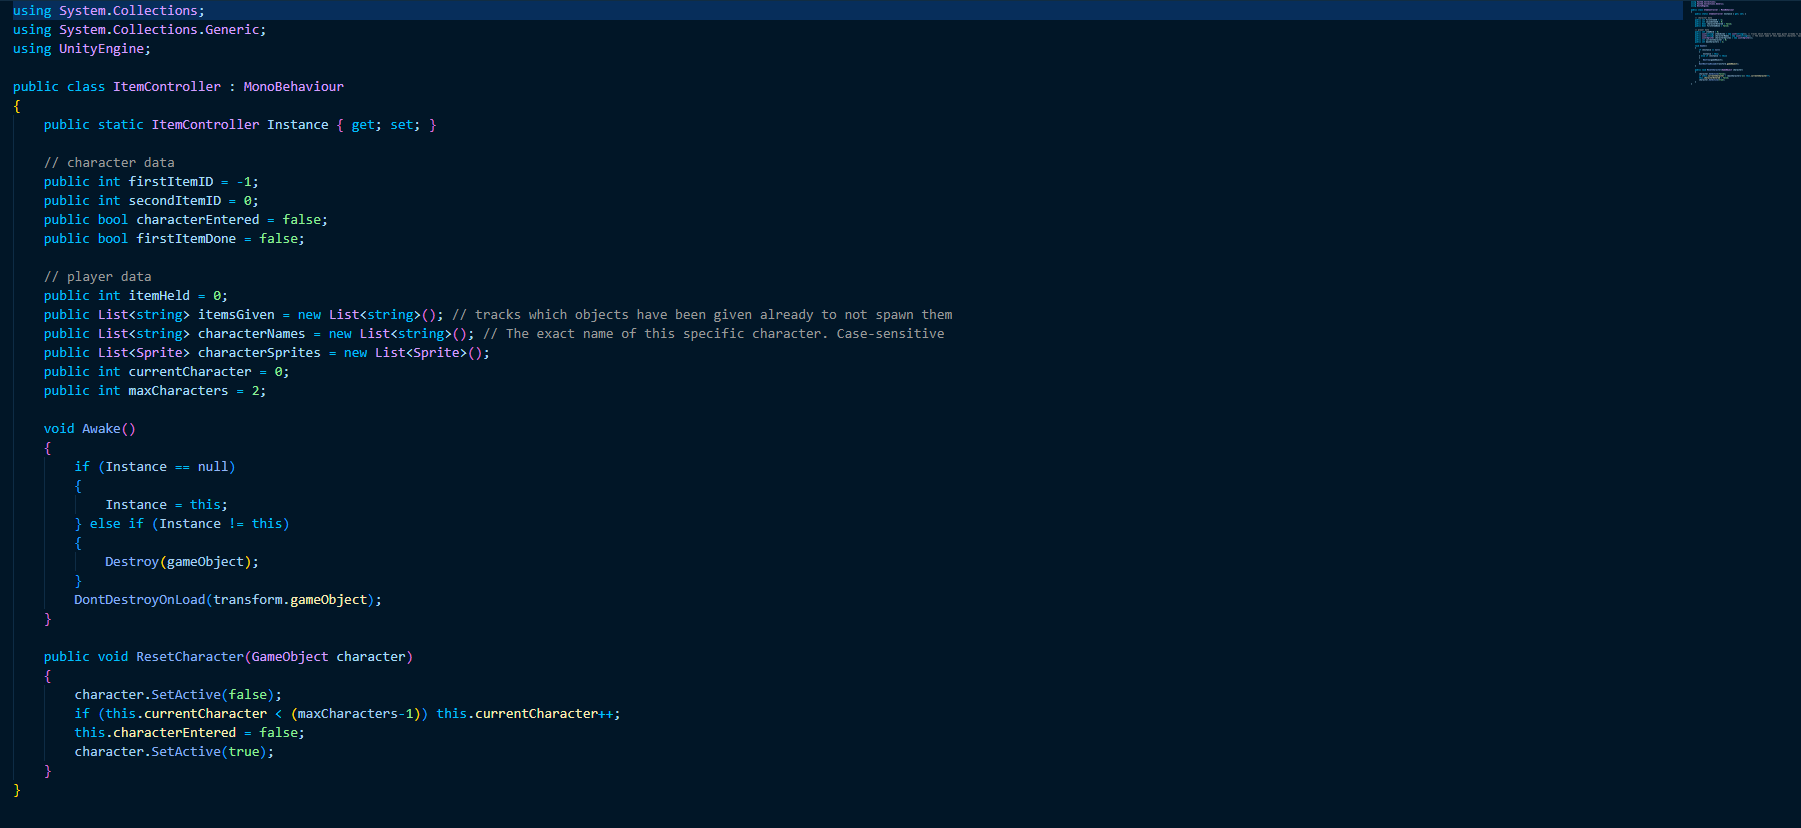 using System.Collections;
using System.Collections.Generic;
using UnityEngine;

public class ItemController : MonoBehaviour
{
    public static ItemController Instance { get; set; }

    // character data
    public int firstItemID = -1;
    public int secondItemID = 0;
    public bool characterEntered = false;
    public bool firstItemDone = false;

    // player data
    public int itemHeld = 0;
    public List<string> itemsGiven = new List<string>(); // tracks which objects have been given already to not spawn them
    public List<string> characterNames = new List<string>(); // The exact name of this specific character. Case-sensitive
    public List<Sprite> characterSprites = new List<Sprite>();
    public int currentCharacter = 0;
    public int maxCharacters = 2;

    void Awake()
    {
        if (Instance == null)
        {
            Instance = this;
        } else if (Instance != this)
        {
            Destroy(gameObject);
        }
        DontDestroyOnLoad(transform.gameObject);
    }

    public void ResetCharacter(GameObject character)
    {
        character.SetActive(false);
        if (this.currentCharacter < (maxCharacters-1)) this.currentCharacter++;
        this.characterEntered = false;
        character.SetActive(true);
    }
}